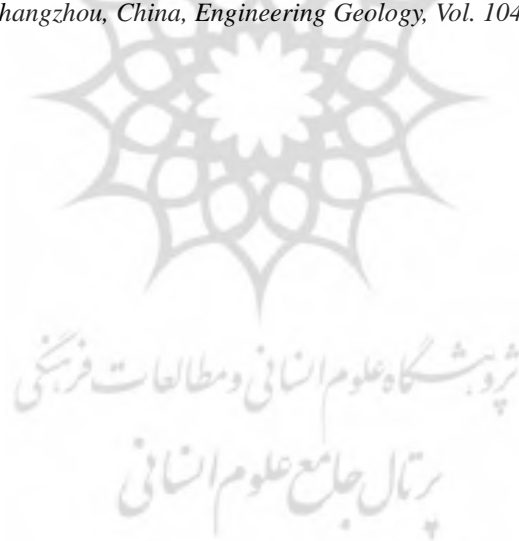 hangzhou, China, Engineering Geology, Vol. 104
پژوهشگاه علوم انسانی و مطالعات فرهنگی
پرتال جامع علوم انسانی